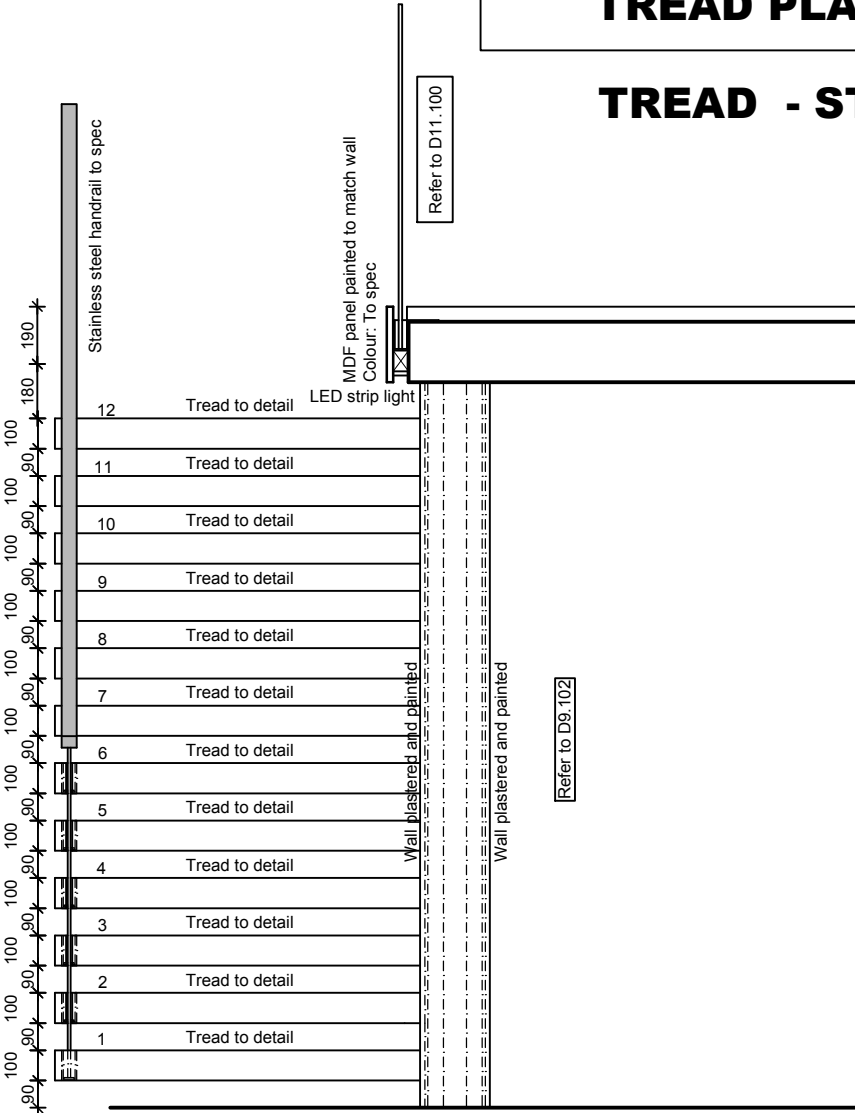 TREAD PLA
TREAD - ST
Refer to D11.100
Stainless steel handrail to spec
MDF panel painted to match wall
Colour: To spec
LED strip light
190
180
12 Tread to detail
100
90
11 Tread to detail
100
90
10 Tread to detail
100
90
9 Tread to detail
100
90
8 Tread to detail
100
90
7 Tread to detail
100
90
6 Tread to detail
100
90
5 Tread to detail
100
90
4 Tread to detail
100
90
3 Tread to detail
100
90
2 Tread to detail
100
90
1 Tread to detail
100
90
Wall plastered and painted
Wall plastered and painted
Refer to D9.102